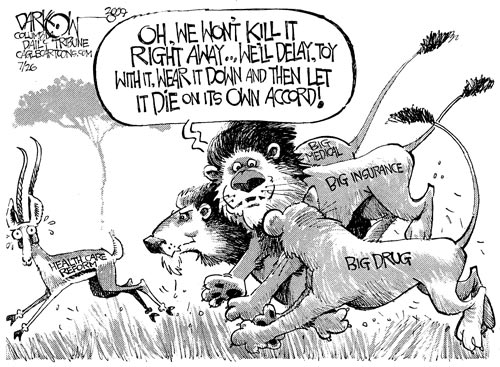 DARKOW
2009
COLUMBIA
DAILY TRIBUNE
CAGLECARTOONS.COM
7/26
OH, WE WON'T KILL IT
RIGHT AWAY... WE'LL DELAY, TOY
WITH IT, WEAR IT DOWN AND THEN LET
IT DIE ON ITS OWN ACCORD!
BIG
MEDICAL
BIG INSURANCE
HEALTH CARE
REFORM
BIG DRUG